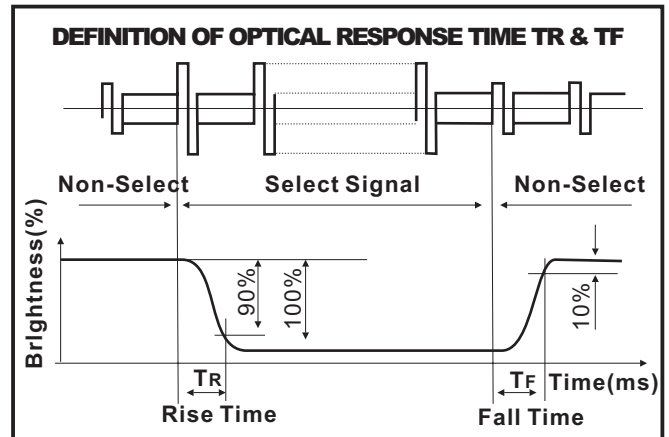 DEFINITION OF OPTICAL RESPONSE TIME TR & TF
Non-Select Select Signal Non-Select
Brightness(%)
90%
100%
10%
TR TF Time(ms)
Rise Time Fall Time